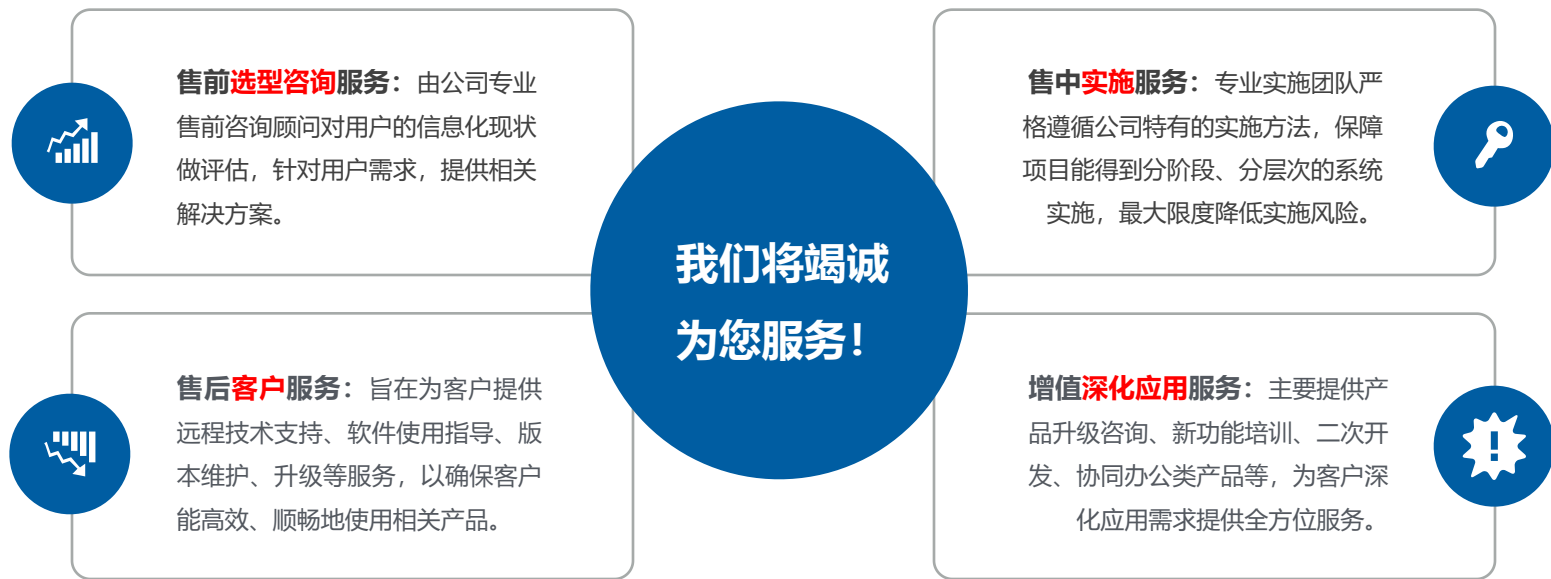 售前选型咨询服务：由公司专业
售前咨询顾问对用户的信息化现状
做评估，针对用户需求，提供相关
解决方案。
售中实施服务：专业实施团队严
格遵循公司特有的实施方法，保障
项目能得到分阶段、分层次的系统
实施，最大限度降低实施风险。
我们将竭诚
为您服务！
售后客户服务：旨在为客户提供
远程技术支持、软件使用指导、版
本维护、升级等服务，以确保客户
能高效、顺畅地使用相关产品。
增值深化应用服务：主要提供产
品升级咨询、新功能培训、二次开
发、协同办公类产品等，为客户深
化应用需求提供全方位服务。